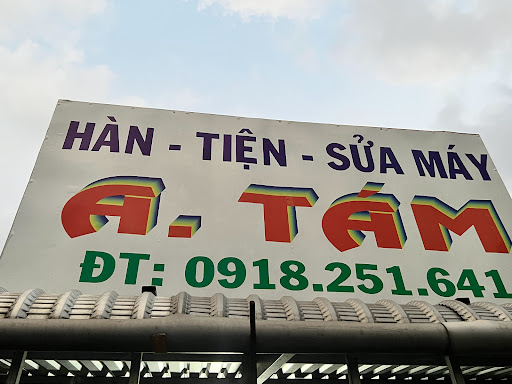 HÀN - TIỆN - SỬA MÁY
A. TÁM
ĐT: 0918.251.641